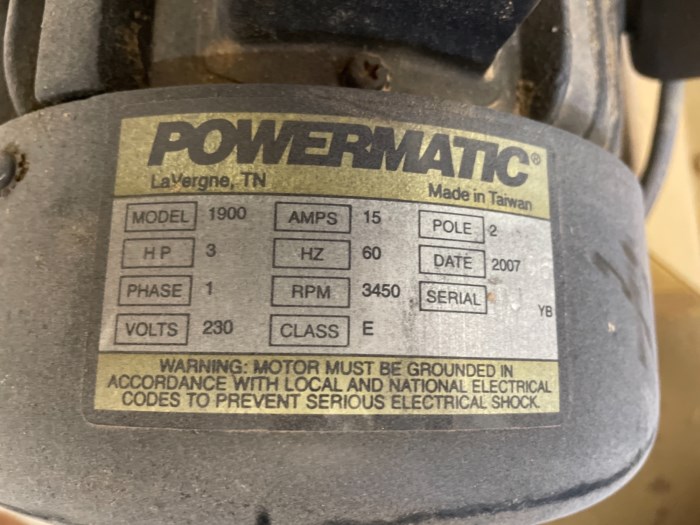 POWERMATIC®
LaVergne, TN Made in Taiwan
MODEL 1900 AMPS 15 POLE 2
HP 3 HZ 60 DATE 2007
PHASE 1 RPM 3450 SERIAL YB
VOLTS 230 CLASS E
WARNING: MOTOR MUST BE GROUNDED IN
ACCORDANCE WITH LOCAL AND NATIONAL ELECTRICAL
CODES TO PREVENT SERIOUS ELECTRICAL SHOCK.